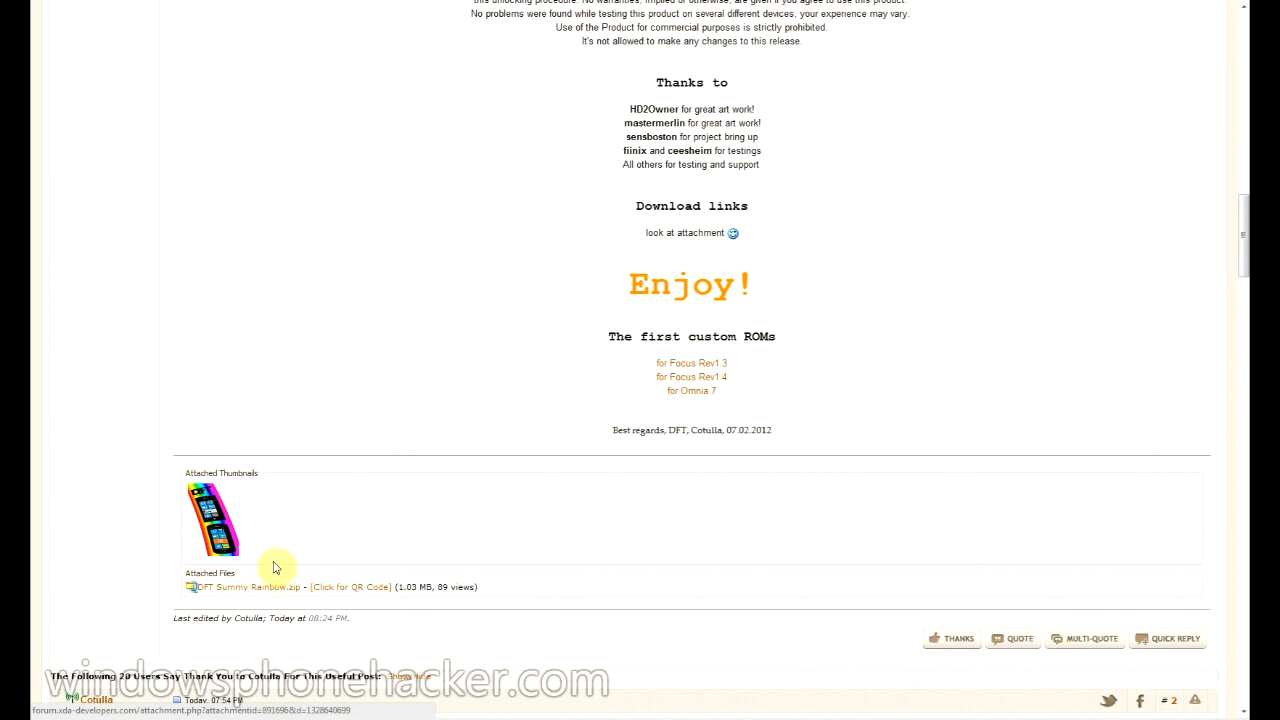 this unlocking procedure. No warranties, implied or otherwise, are given if you agree to use this product.
No problems were found while testing this product on several different devices, your experience may vary.
Use of the Product for commercial purposes is strictly prohibited.
It's not allowed to make any changes to this release.
Thanks to
HD2Owner for great art work!
mastermerlin for great art work!
sensboston for project bring up
fiinix and ceesheim for testings
All others for testing and support
Download links
look at attachment
Enjoy!
The first custom ROMs
for Focus Rev1.3
for Focus Rev1.4
for Omnia 7
Best regards, DFT, Cotulla, 07.02.2012
Attached Thumbnails
Attached Files
DFT Summy Rainbow.zip - [Click for QR Code] (1.03 MB, 89 views)
Last edited by Cotulla; Today at 08:24 PM.
THANKS QUOTE MULTI-QUOTE QUICK REPLY
The Following 20 Users Say Thank You to Cotulla For This Useful Post:
windowsphonehacker.com
Cotulla Today, 07:54 PM # 2
forum.xda-developers.com/attachment.php?attachmentid=891696&d=1328640699